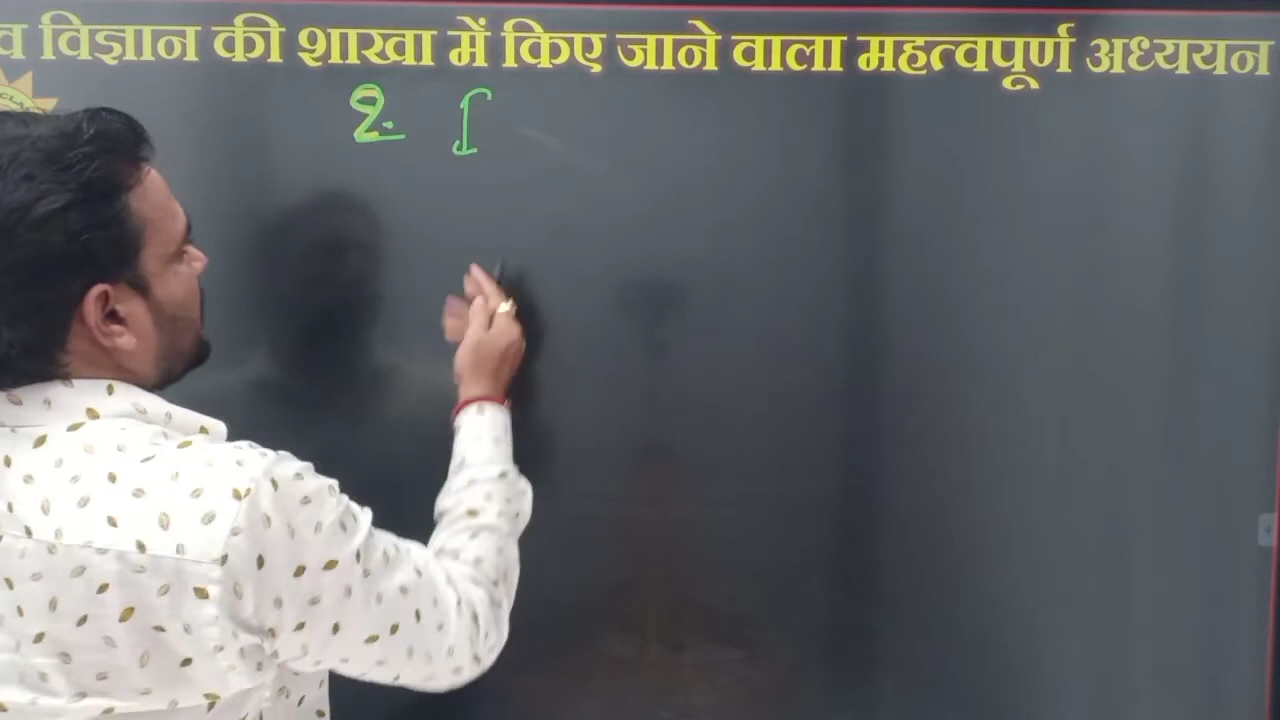 व विज्ञान की शाखा में किए जाने वाला महत्वपूर्ण अध्ययन
2.